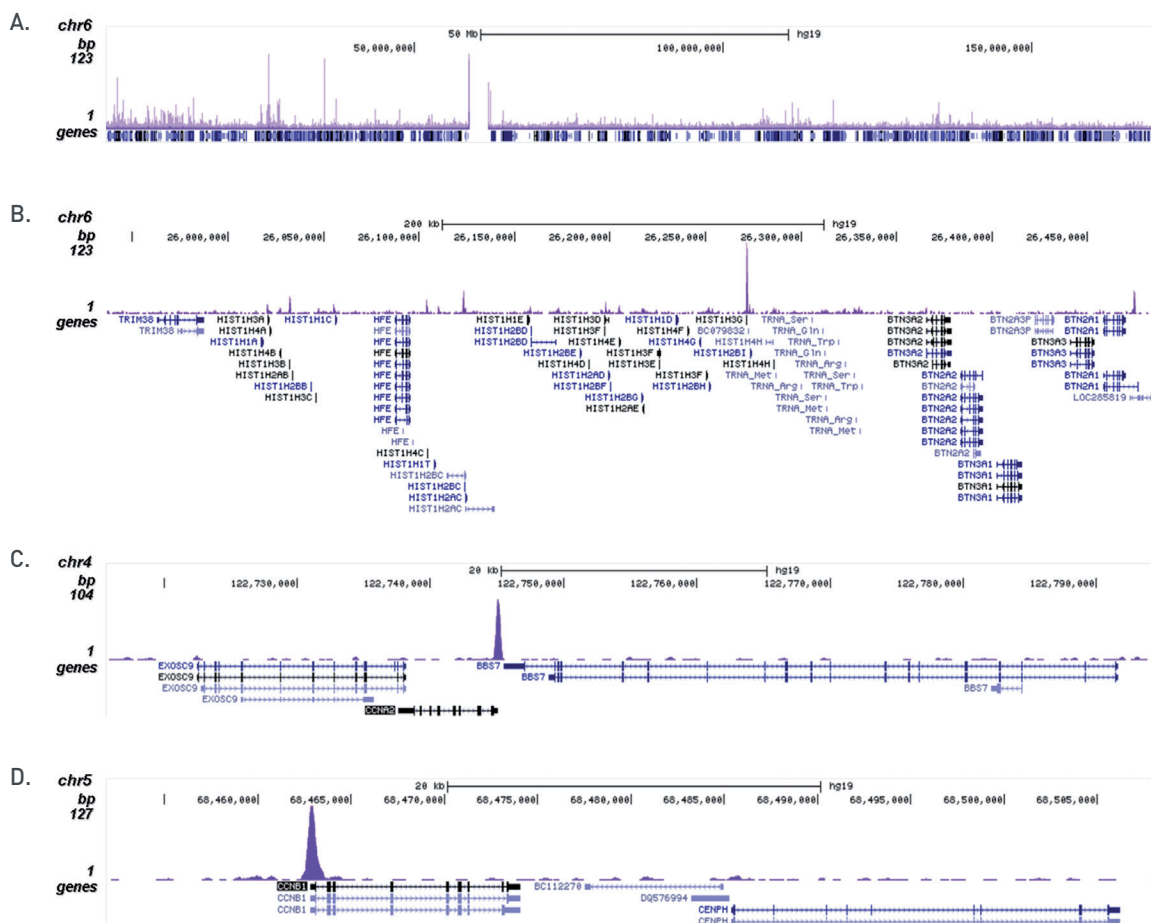 A.
chr6
50 Mb hg19
bp 50,000,000 100,000,000 150,000,000
123
1
genes
B.
chr6
200 kb hg19
bp 26,000,000 26,050,000 26,100,000 26,150,000 26,200,000 26,250,000 26,300,000 26,350,000 26,400,000 26,450,000
123
1
genes
TRIM38 HIST1H3A HIST1H1C HFE HIST1H1E HIST1H3D HIST1H1D HIST1H3G TRNA_Ser BTN3A2 BTN2A3P BTN2A1
TRIM38 HIST1H4A HFE HIST1H2BD HIST1H3F HIST1H4F BC079832 TRNA_Gln BTN3A2 BTN2A3P BTN2A1
HIST1H1A HFE HIST1H2BD HIST1H4E HIST1H4G HIST1H4H TRNA_Trp BTN3A2 BTN3A3
HIST1H4B HFE HIST1H2BE HIST1H3F HIST1H2BI TRNA_Gln BTN3A2 BTN3A3
HIST1H3B HFE HIST1H4D HIST1H3E HIST1H4H TRNA_Arg BTN3A2 BTN3A3
HIST1H2AB HFE HIST1H2AD HIST1H3F TRNA_Met TRNA_Ser BTN2A2 BTN2A1
HIST1H2BB HFE HIST1H2BF HIST1H2BH TRNA_Arg TRNA_Trp BTN2A2 BTN2A1
HIST1H3C HFE HIST1H2BG TRNA_Ser BTN2A2 LOC285819
HFE HIST1H2AE TRNA_Met BTN2A2
HFE TRNA_Arg BTN2A2
HFE TRNA_Met BTN2A2
HIST1H4C BTN2A2
HIST1H1T BTN3A1
HIST1H2BC BTN3A1
HIST1H2BC BTN3A1
HIST1H2AC BTN3A1
HIST1H2AC
C.
chr4
20 kb hg19
bp 122,730,000 122,740,000 122,750,000 122,760,000 122,770,000 122,780,000 122,790,000
104
1
genes
EXOSC9 BBS7
EXOSC9 BBS7
EXOSC9 BBS7
EXOSC9
CCNA2
D.
chr5
20 kb hg19
bp 68,460,000 68,465,000 68,470,000 68,475,000 68,480,000 68,485,000 68,490,000 68,495,000 68,500,000 68,505,000
127
1
genes
CCNB1 BC112270
CCNB1 DQ576994
CCNB1 CENPH
CENPH